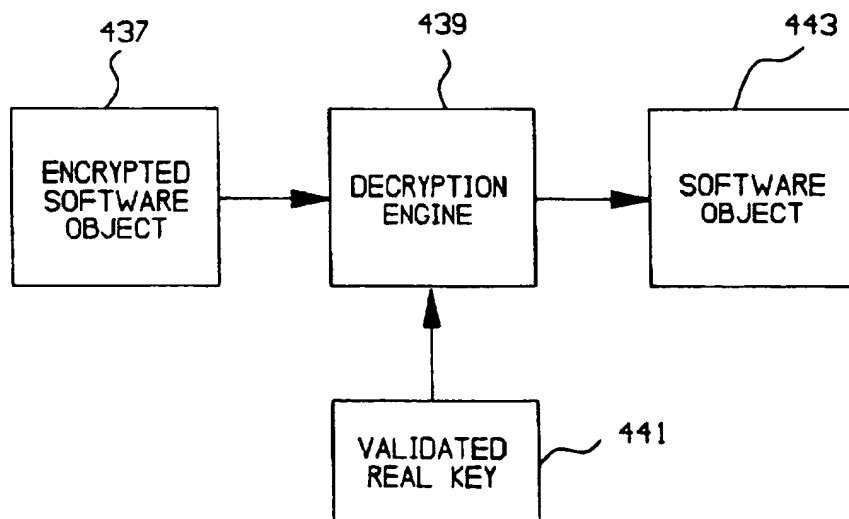 437
439
443
ENCRYPTED
SOFTWARE
OBJECT
DECRYPTION
ENGINE
SOFTWARE
OBJECT
VALIDATED
REAL KEY
441